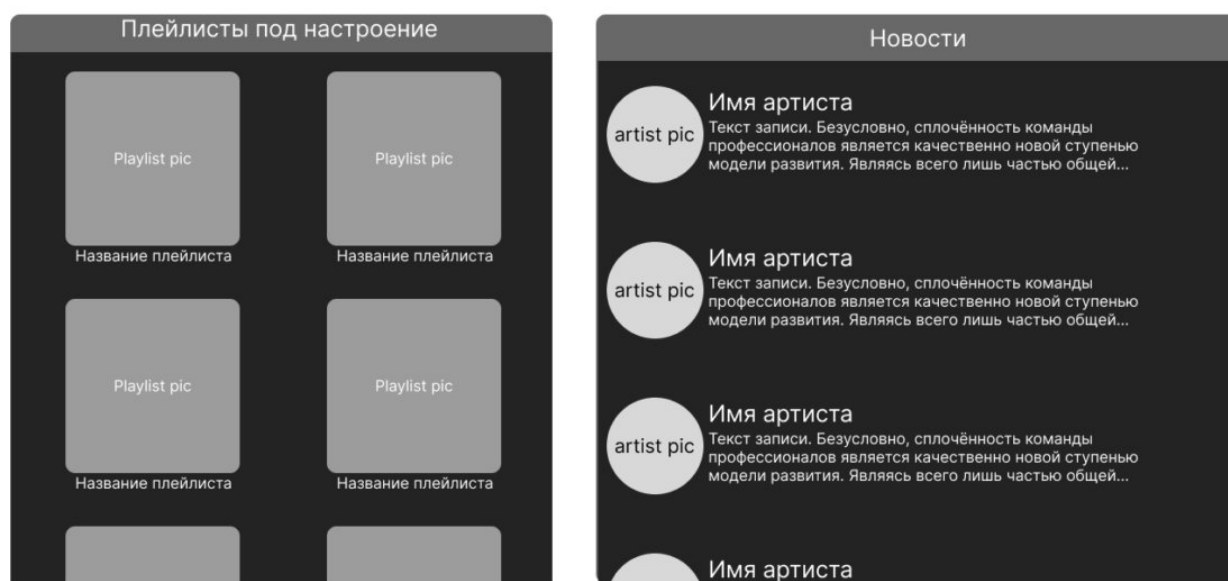 Плейлисты под настроение
Playlist pic
Playlist pic
Название плейлиста
Название плейлиста
Playlist pic
Playlist pic
Название плейлиста
Название плейлиста
Новости
artist pic
Имя артиста
Текст записи. Безусловно, сплочённость команды
профессионалов является качественно новой ступенью
модели развития. Являясь всего лишь частью общей...
artist pic
Имя артиста
Текст записи. Безусловно, сплочённость команды
профессионалов является качественно новой ступенью
модели развития. Являясь всего лишь частью общей...
artist pic
Имя артиста
Текст записи. Безусловно, сплочённость команды
профессионалов является качественно новой ступенью
модели развития. Являясь всего лишь частью общей...
Имя артиста